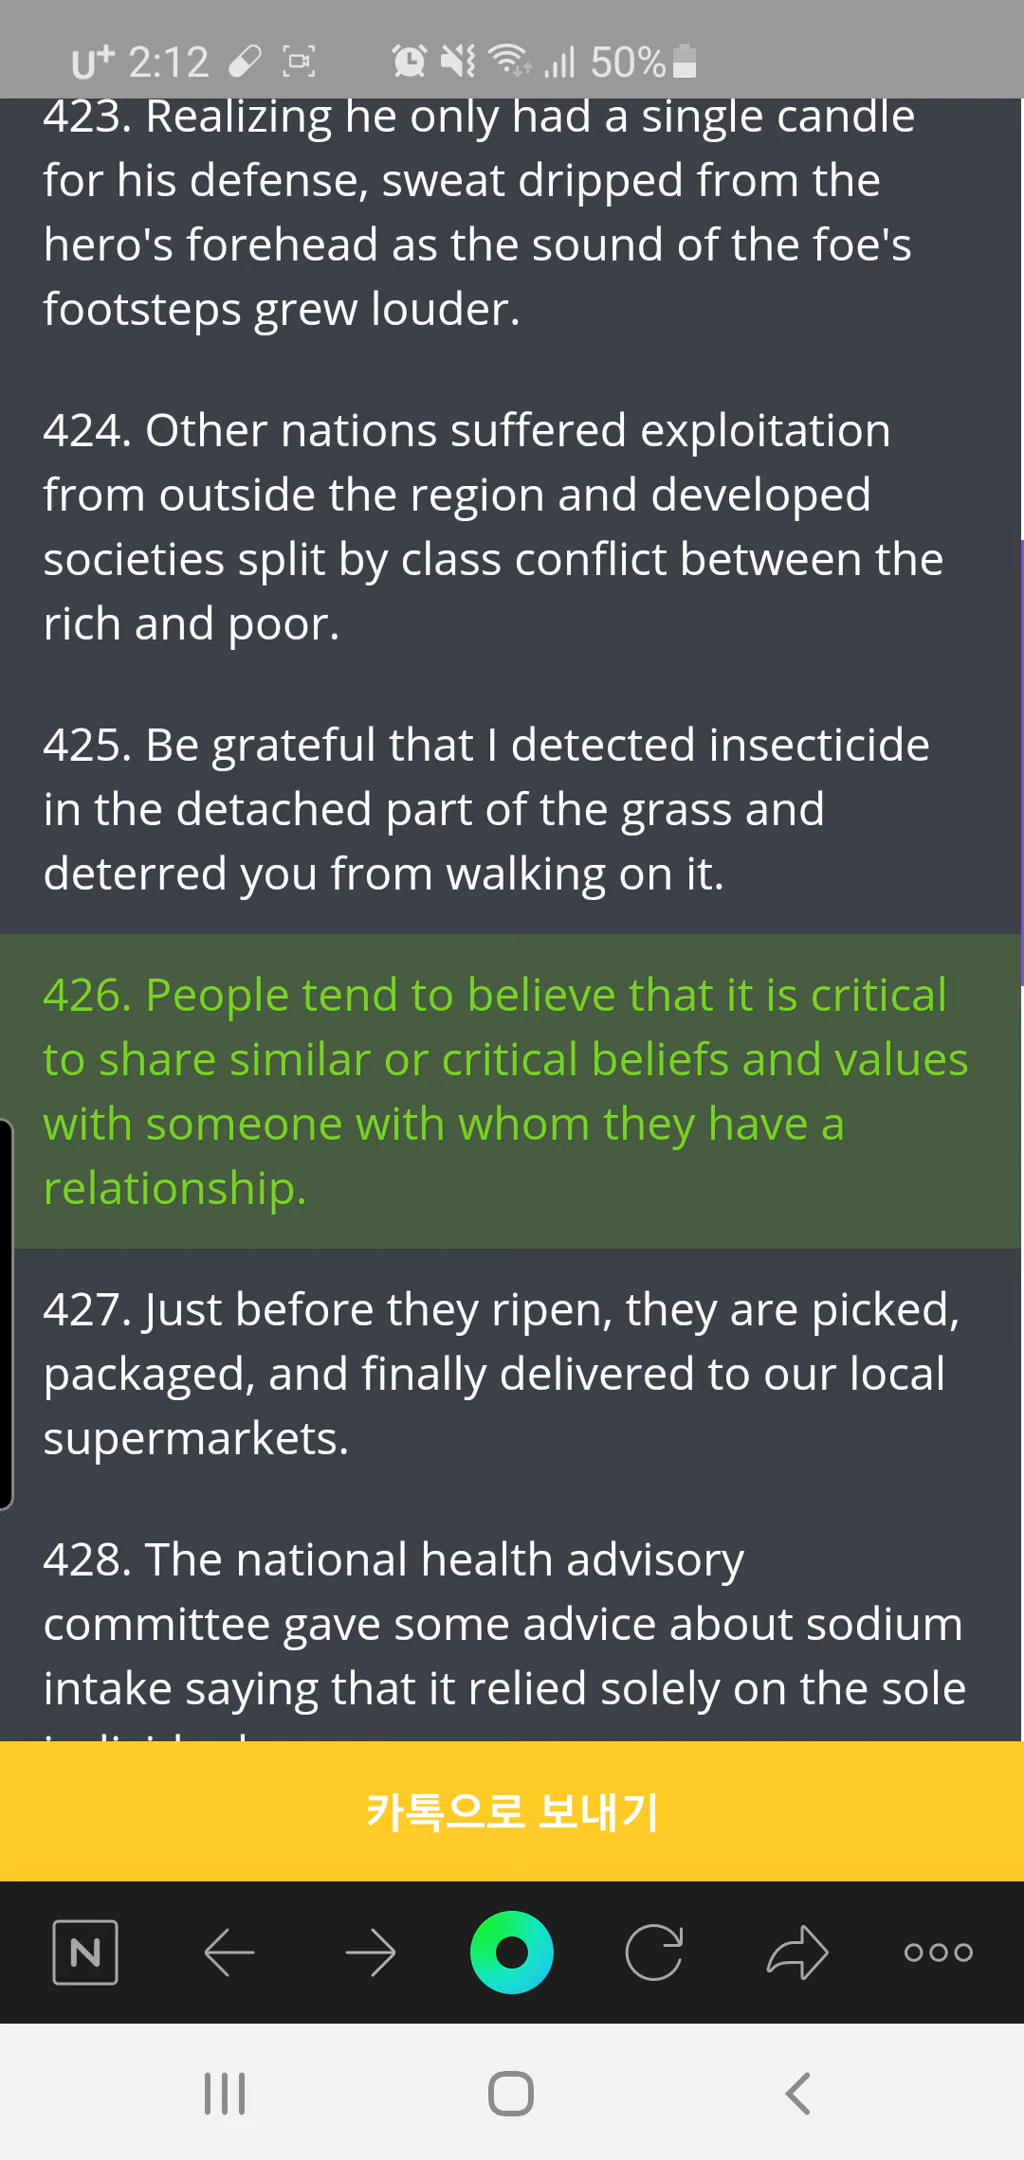 U+ 2:12 50%
423. Realizing he only had a single candle
for his defense, sweat dripped from the
hero's forehead as the sound of the foe's
footsteps grew louder.
424. Other nations suffered exploitation
from outside the region and developed
societies split by class conflict between the
rich and poor.
425. Be grateful that I detected insecticide
in the detached part of the grass and
deterred you from walking on it.
426. People tend to believe that it is critical
to share similar or critical beliefs and values
with someone with whom they have a
relationship.
427. Just before they ripen, they are picked,
packaged, and finally delivered to our local
supermarkets.
428. The national health advisory
committee gave some advice about sodium
intake saying that it relied solely on the sole
카톡으로 보내기
N